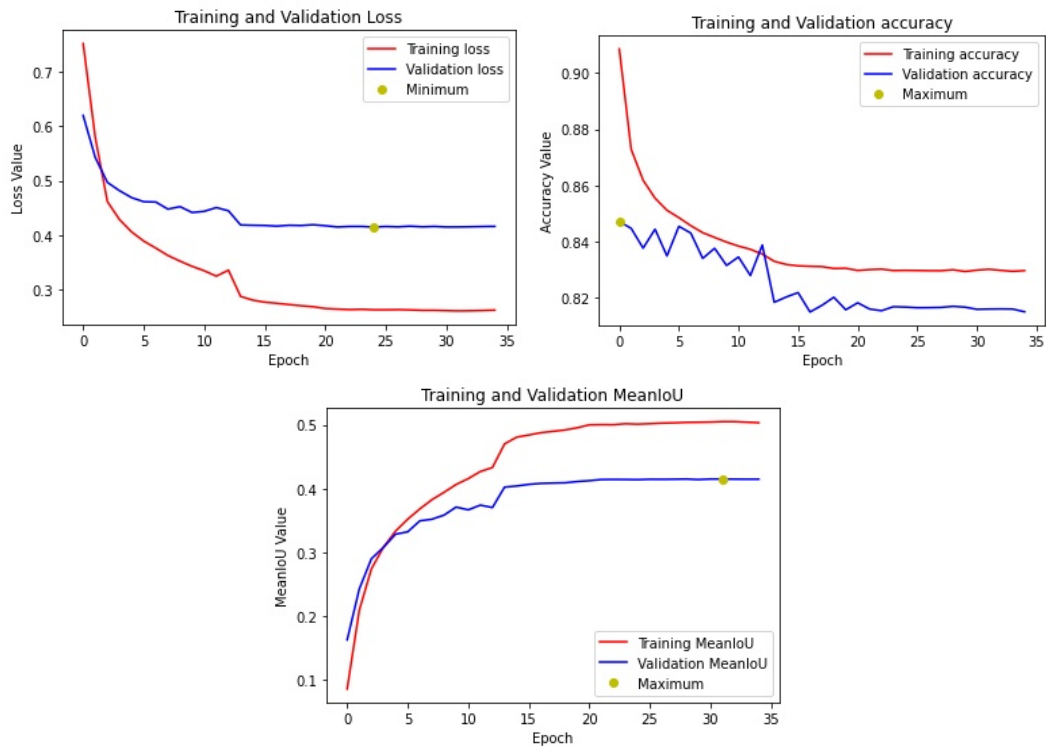 Training and Validation Loss
Training loss
Validation loss
Minimum
0.7
0.6
0.5
0.4
0.3
Loss Value
0 5 10 15 20 25 30 35
Epoch
Training and Validation accuracy
Training accuracy
Validation accuracy
Maximum
0.90
0.88
0.86
0.84
0.82
Accuracy Value
0 5 10 15 20 25 30 35
Epoch
Training and Validation MeanIoU
0.5
0.4
0.3
0.2
0.1
MeanIoU Value
Training MeanIoU
Validation MeanIoU
Maximum
0 5 10 15 20 25 30 35
Epoch